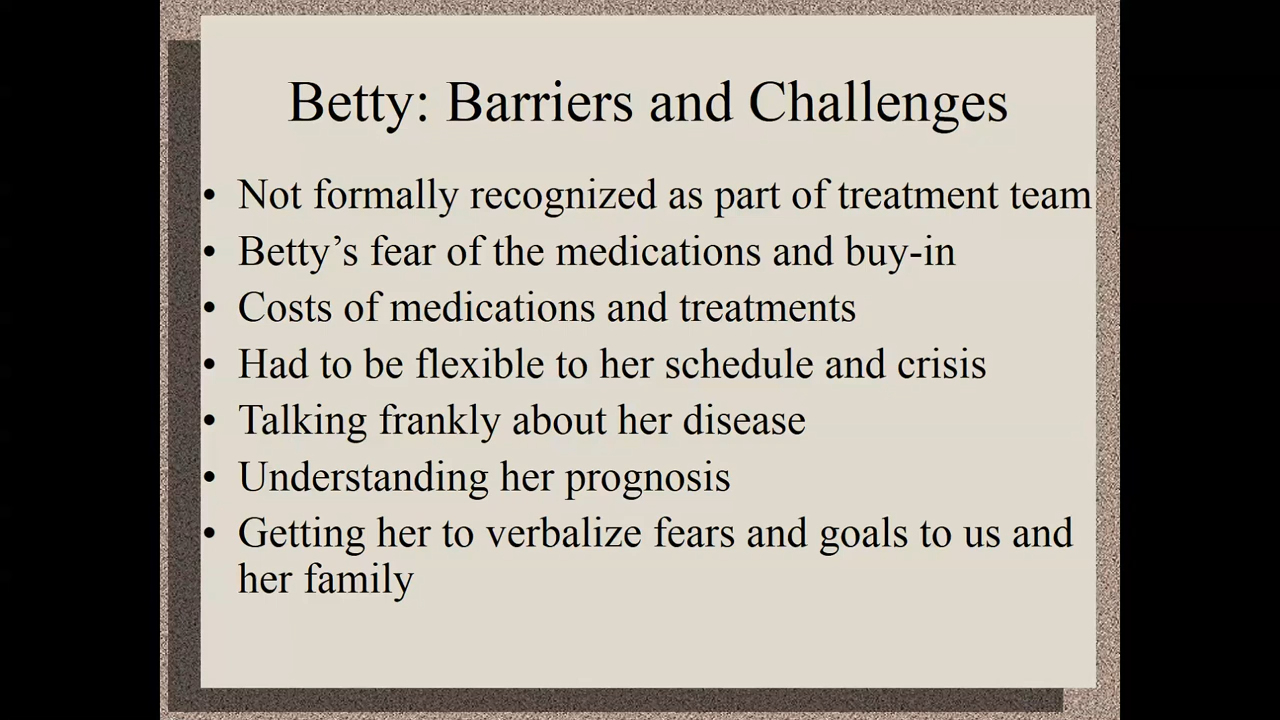 Betty: Barriers and Challenges
• Not formally recognized as part of treatment team
• Betty’s fear of the medications and buy-in
• Costs of medications and treatments
• Had to be flexible to her schedule and crisis
• Talking frankly about her disease
• Understanding her prognosis
• Getting her to verbalize fears and goals to us and
her family